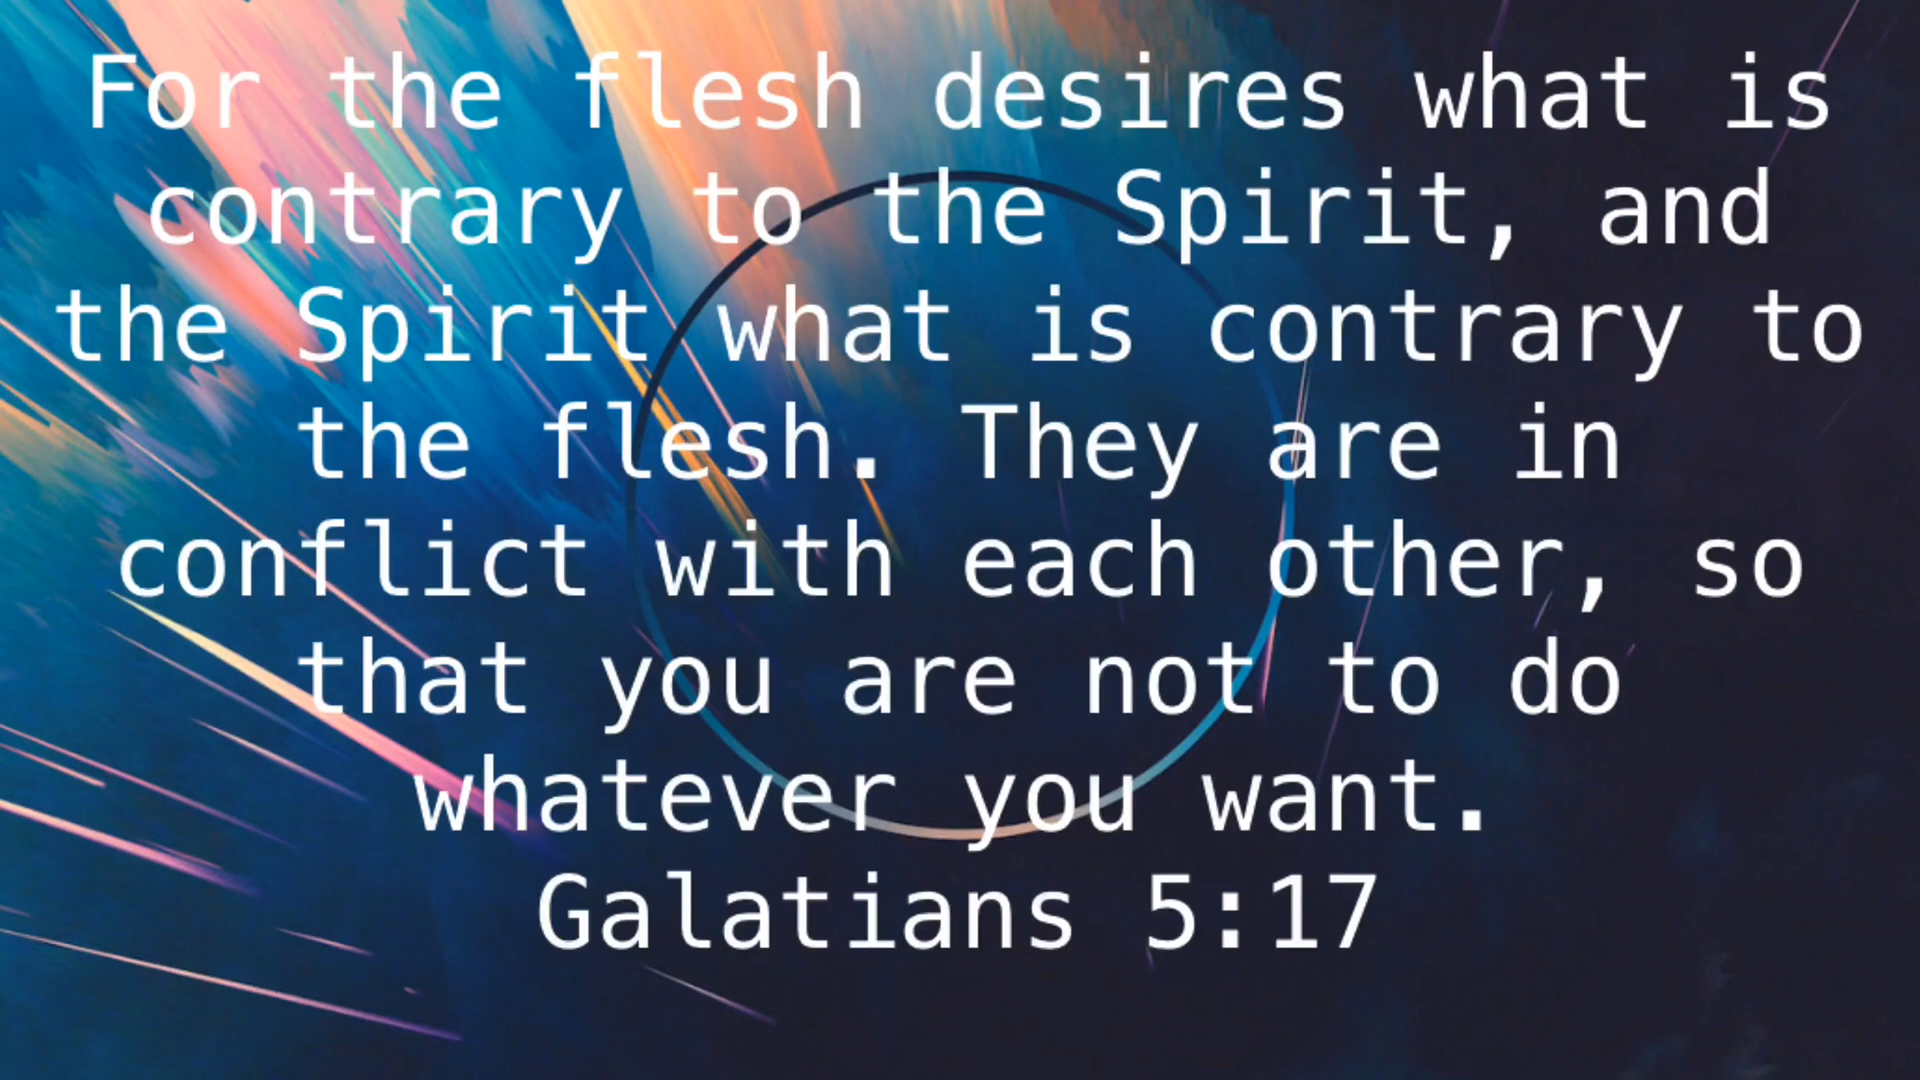 For the flesh desires what is
contrary to the Spirit, and
the Spirit what is contrary to
the flesh. They are in
conflict with each other, so
that you are not to do
whatever you want.
Galatians 5:17